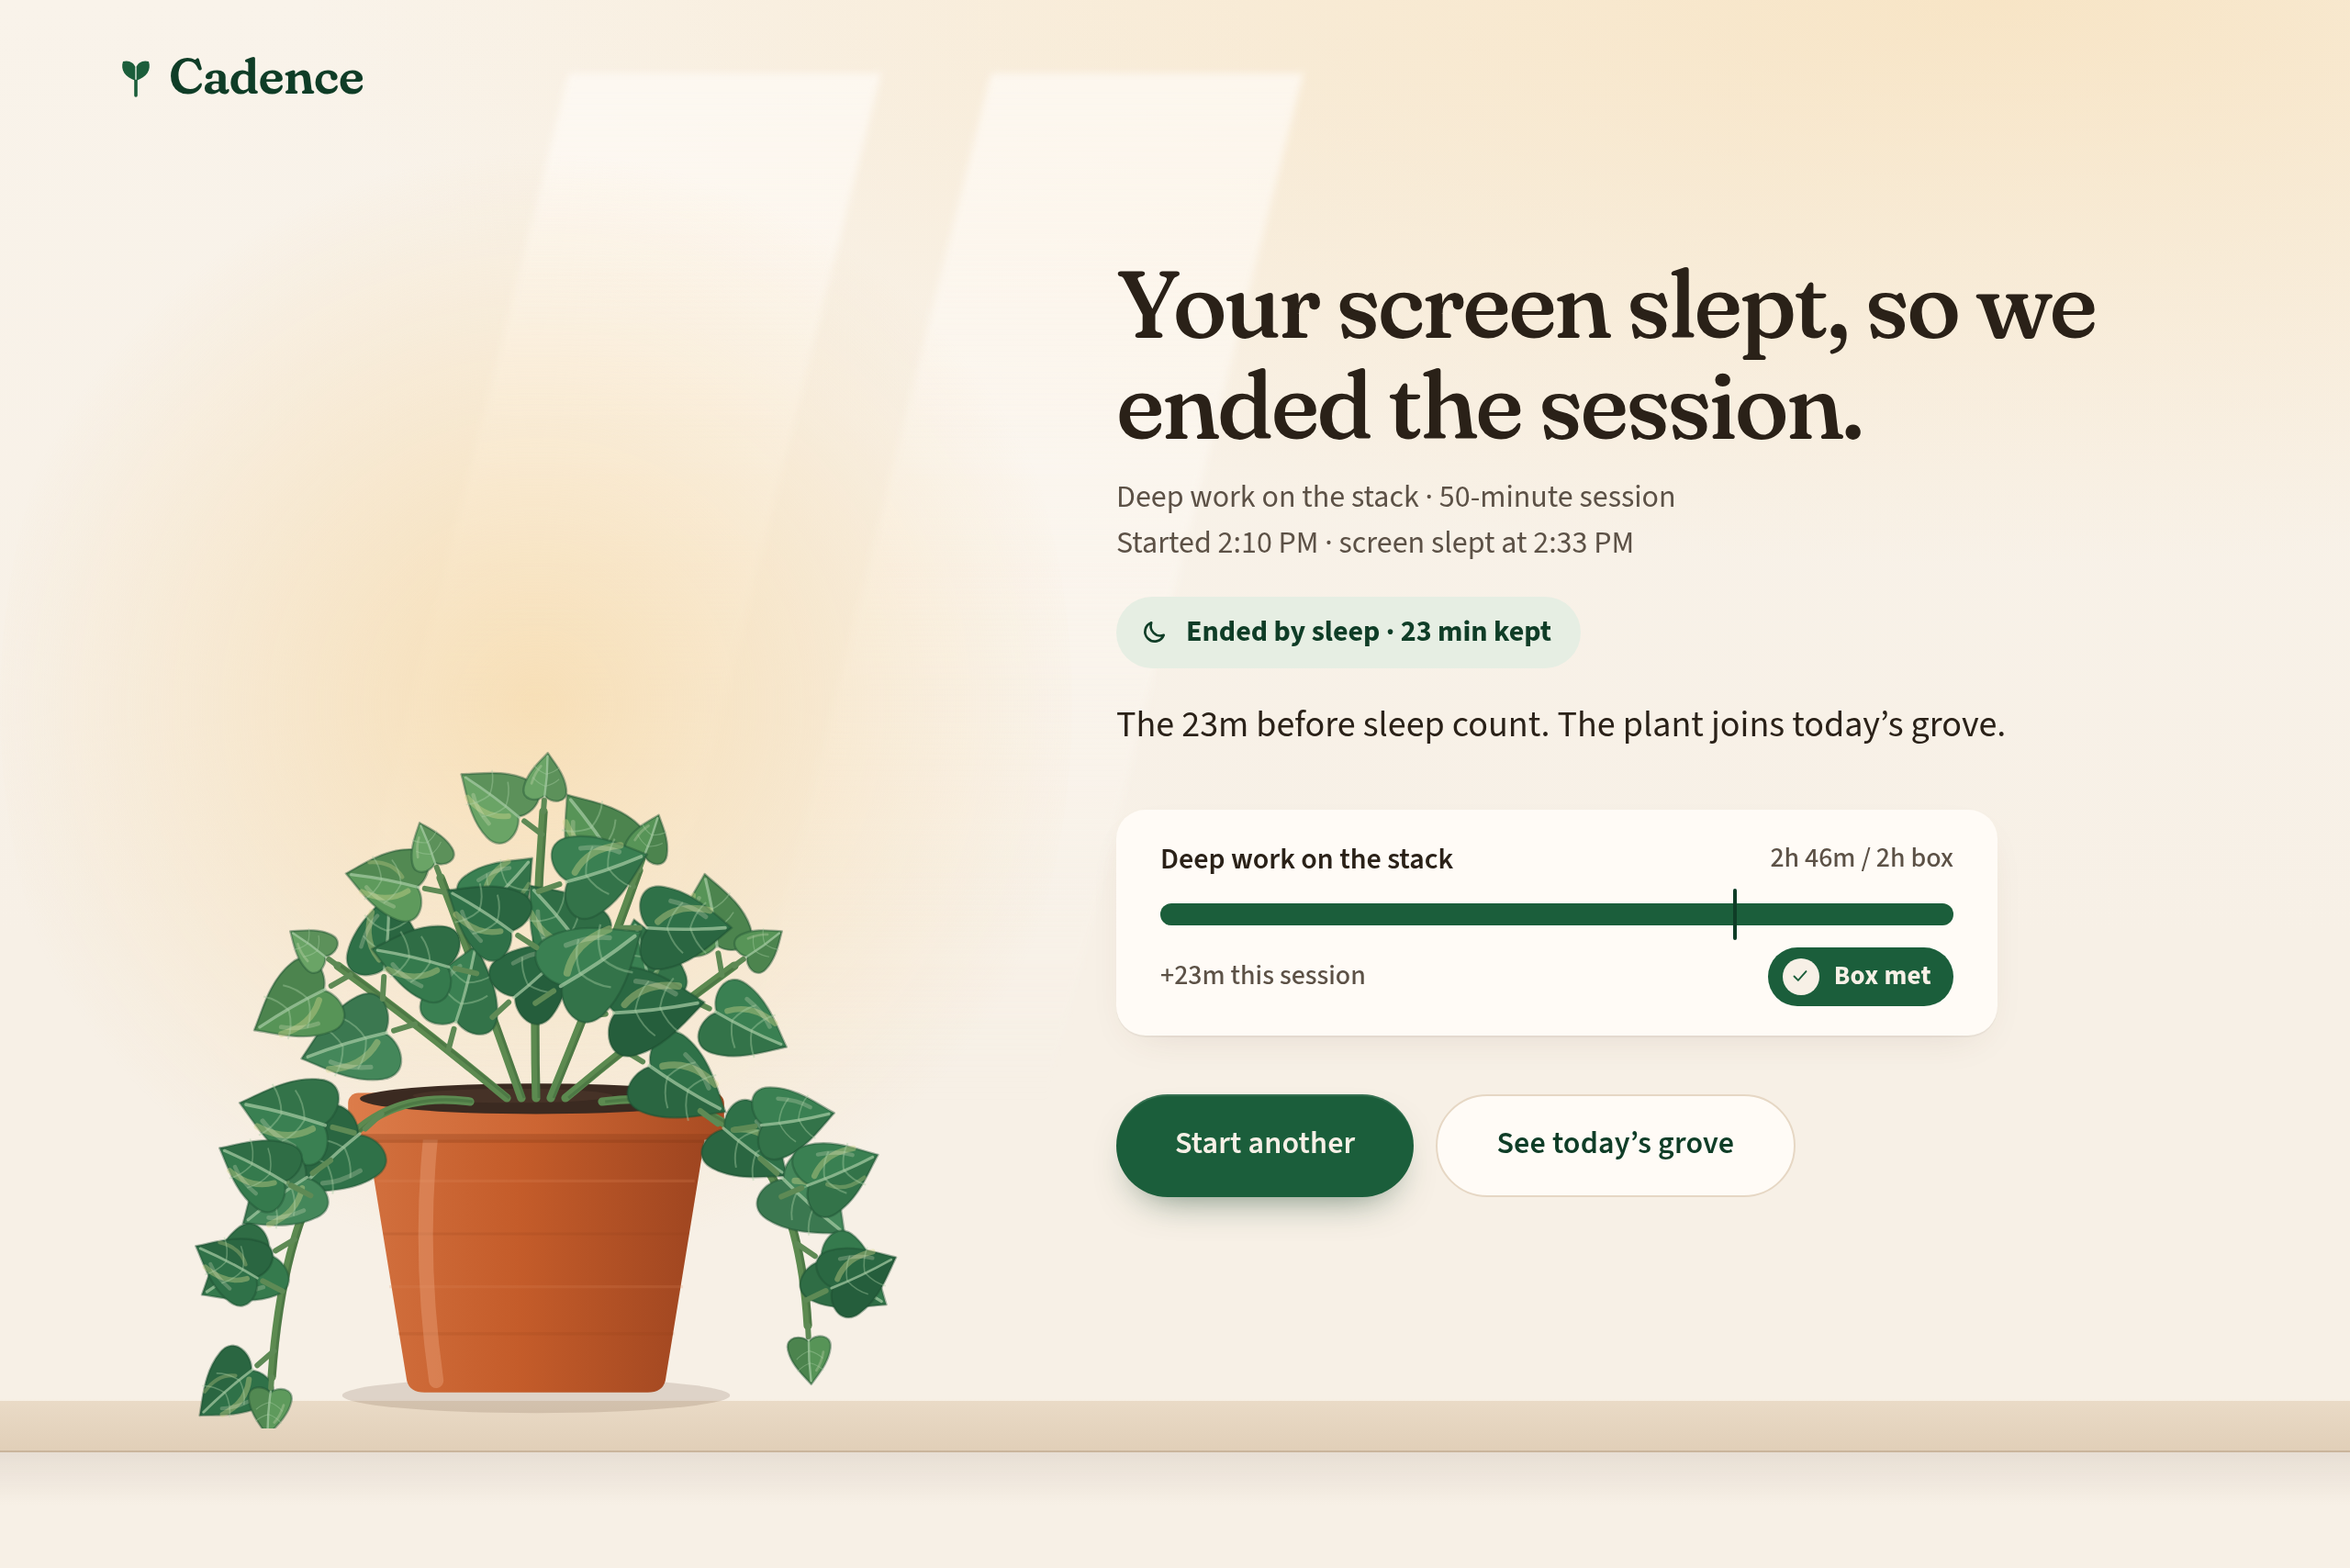 Cadence
Your screen slept, so we
ended the session.
Deep work on the stack · 50-minute session
Started 2:10 PM · screen slept at 2:33 PM
Ended by sleep · 23 min kept
The 23m before sleep count. The plant joins today’s grove.
Deep work on the stack
2h 46m / 2h box
+23m this session
Box met
Start another
See today’s grove